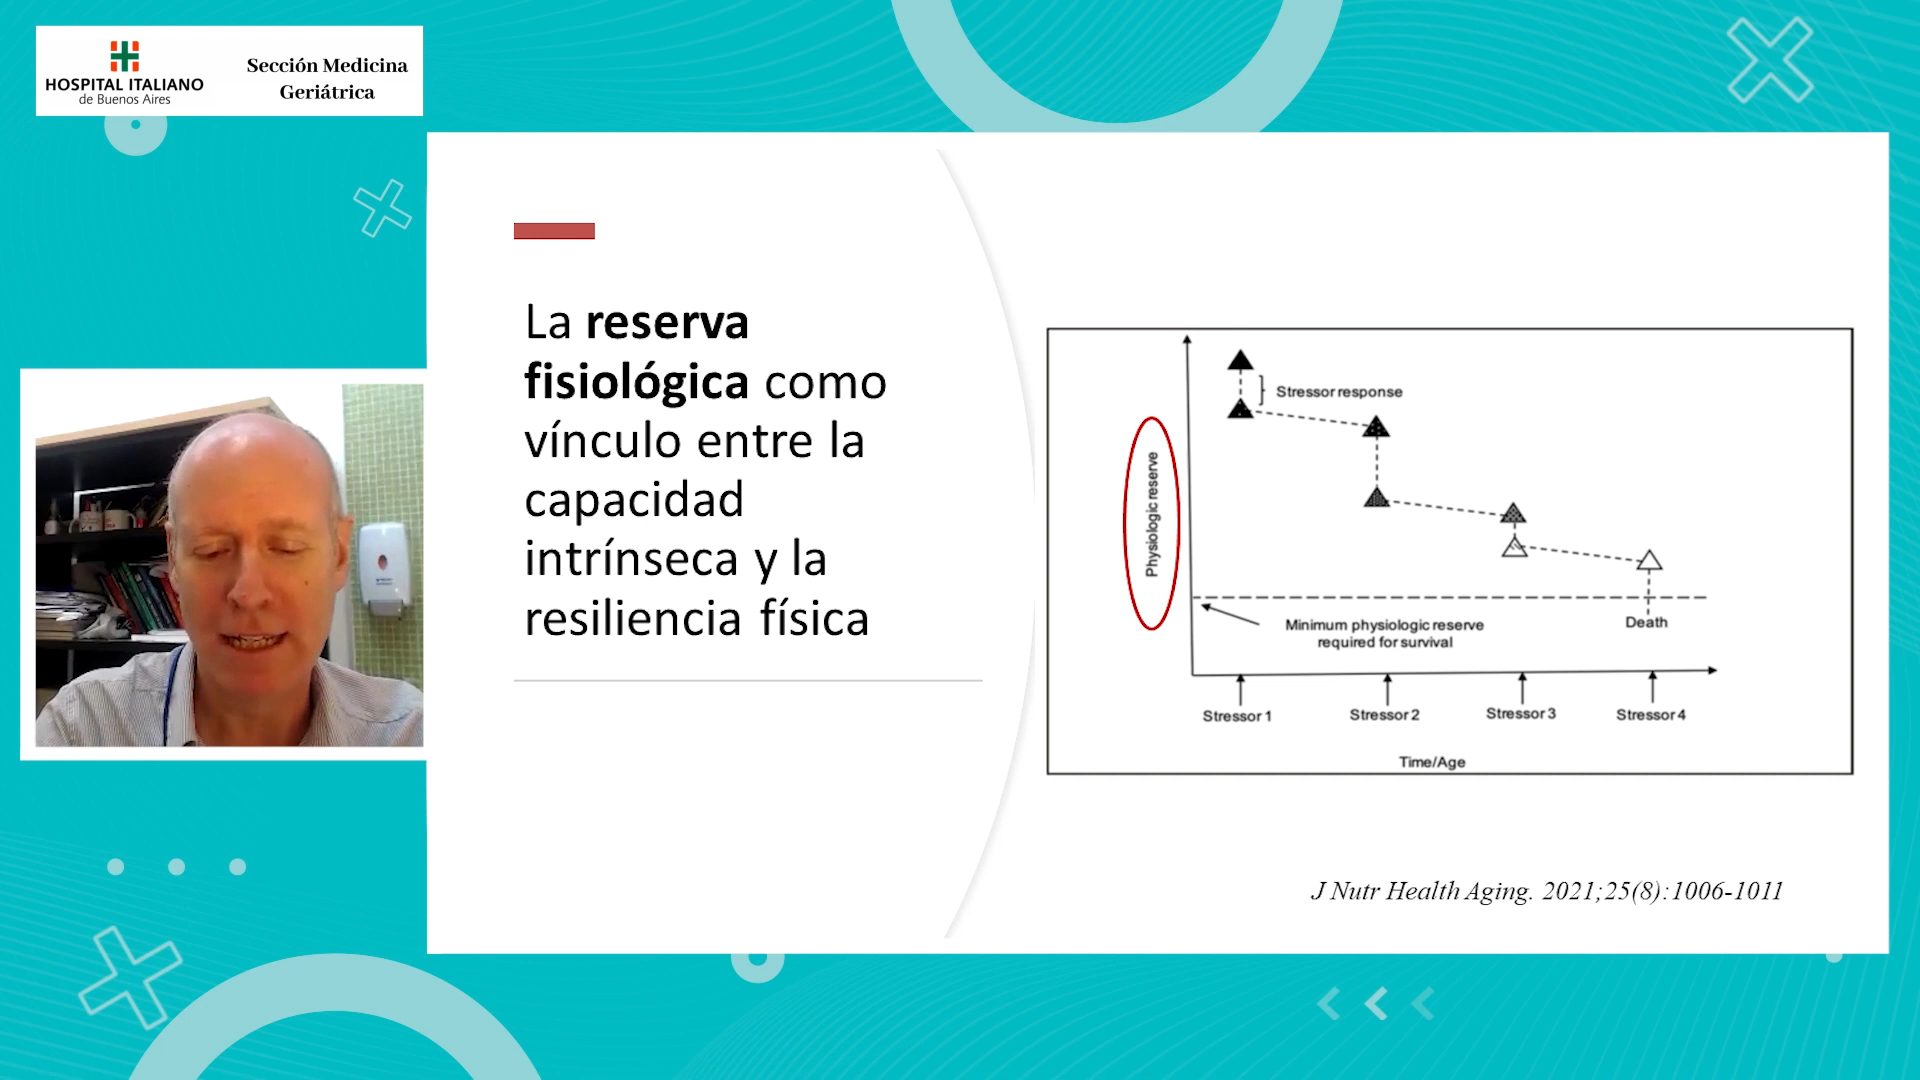 HOSPITAL ITALIANO
de Buenos Aires
Sección Medicina
Geriátrica
La reserva
fisiológica como
vínculo entre la
capacidad
intrínseca y la
resiliencia física
Stressor response
Physiologic reserve
Minimum physiologic reserve
required for survival
Death
Stressor 1
Stressor 2
Stressor 3
Stressor 4
Time/Age
J Nutr Health Aging. 2021;25(8):1006-1011